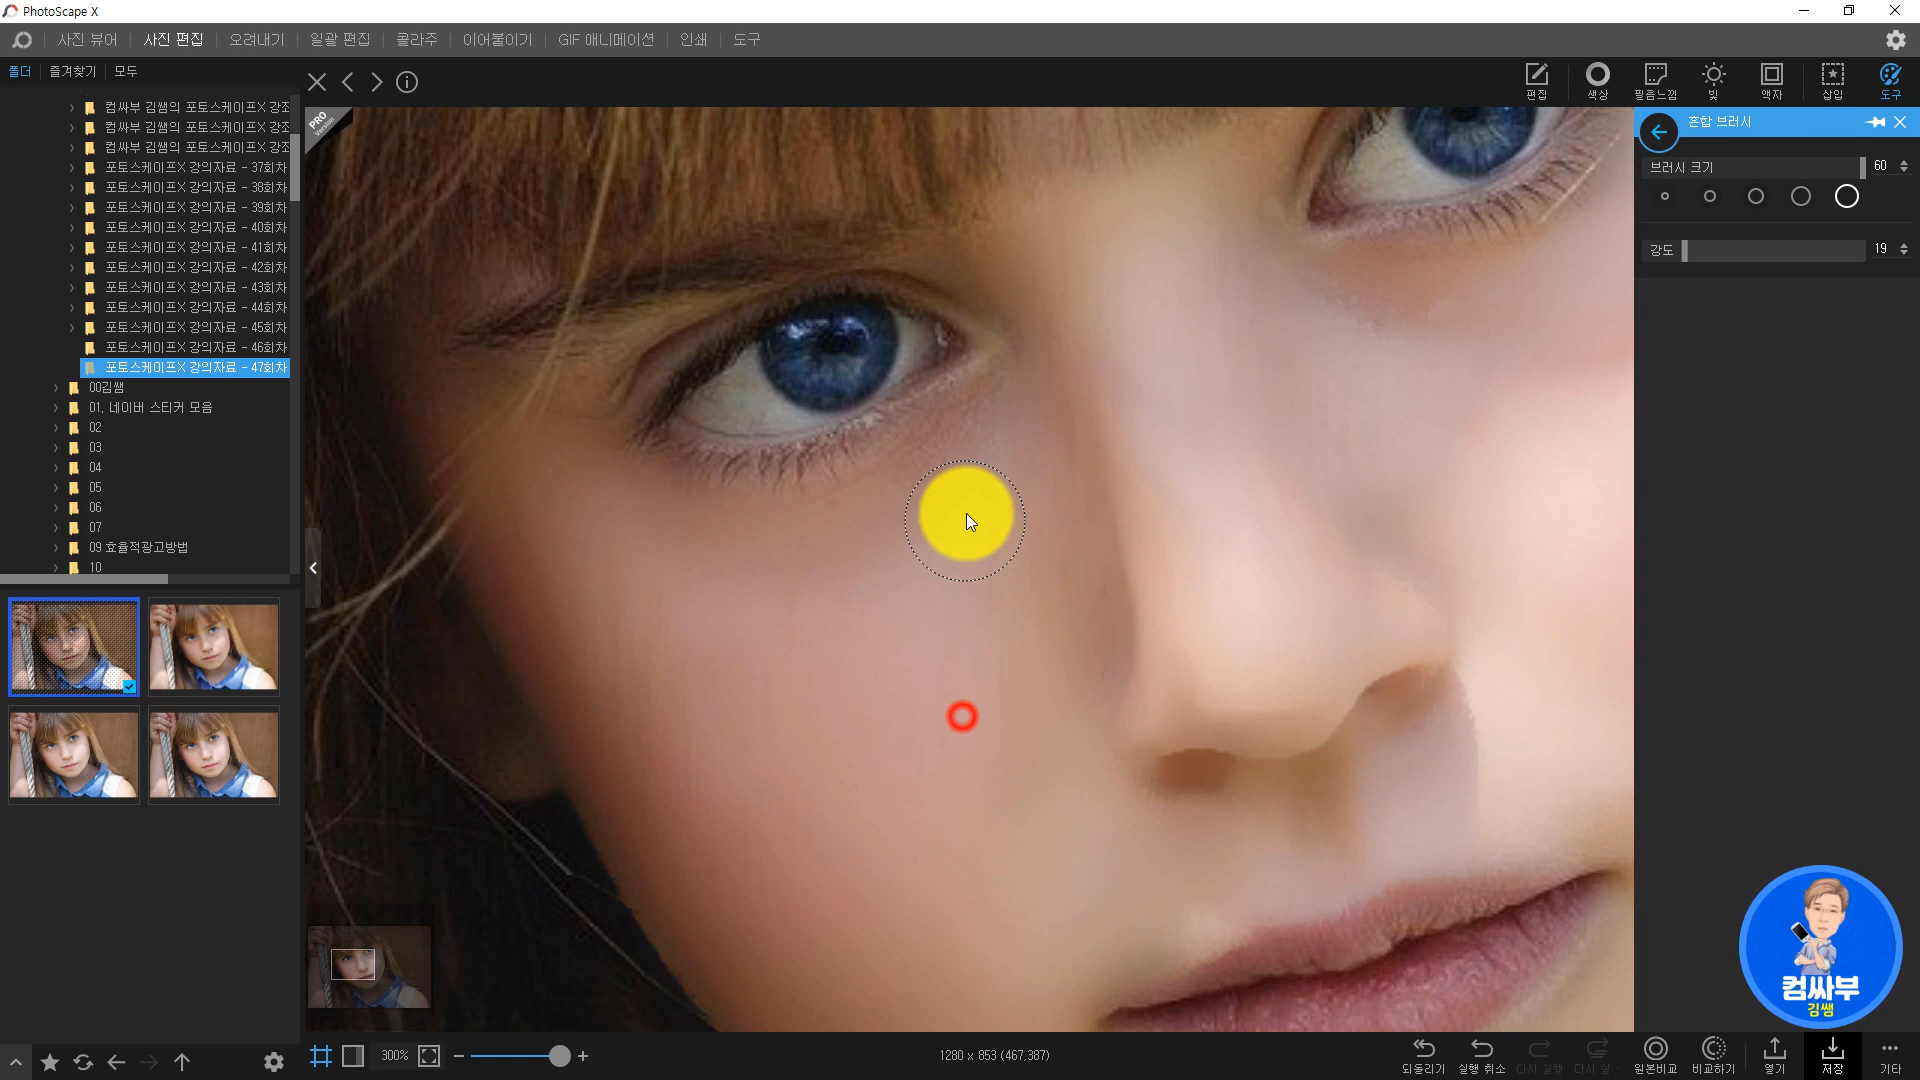 PhotoScape X
사진 뷰어 사진 편집 오려내기 일괄 편집 콜라주 이어붙이기 GIF 애니메이션 인쇄 도구
폴더 즐겨찾기 모두
편집 색상 필름느낌 빛 액자 삽입 도구
PRO
Version
혼합 브러시
브러시 크기 60
강도 19
컴싸부 김쌤의 포토스케이프X 강조
컴싸부 김쌤의 포토스케이프X 강조
컴싸부 김쌤의 포토스케이프X 강조
포토스케이프X 강의자료 - 37회차
포토스케이프X 강의자료 - 38회차
포토스케이프X 강의자료 - 39회차
포토스케이프X 강의자료 - 40회차
포토스케이프X 강의자료 - 41회차
포토스케이프X 강의자료 - 42회차
포토스케이프X 강의자료 - 43회차
포토스케이프X 강의자료 - 44회차
포토스케이프X 강의자료 - 45회차
포토스케이프X 강의자료 - 46회차
포토스케이프X 강의자료 - 47회차
00김쌤
01. 네이버 스티커 모음
02
03
04
05
06
07
09 효율적광고방법
10
컴싸부
김쌤
300%
1280 x 853 (467,387)
되돌리기 실행 취소 다시 실행 다시 실... 원본비교 비교하기 열기 저장 기타